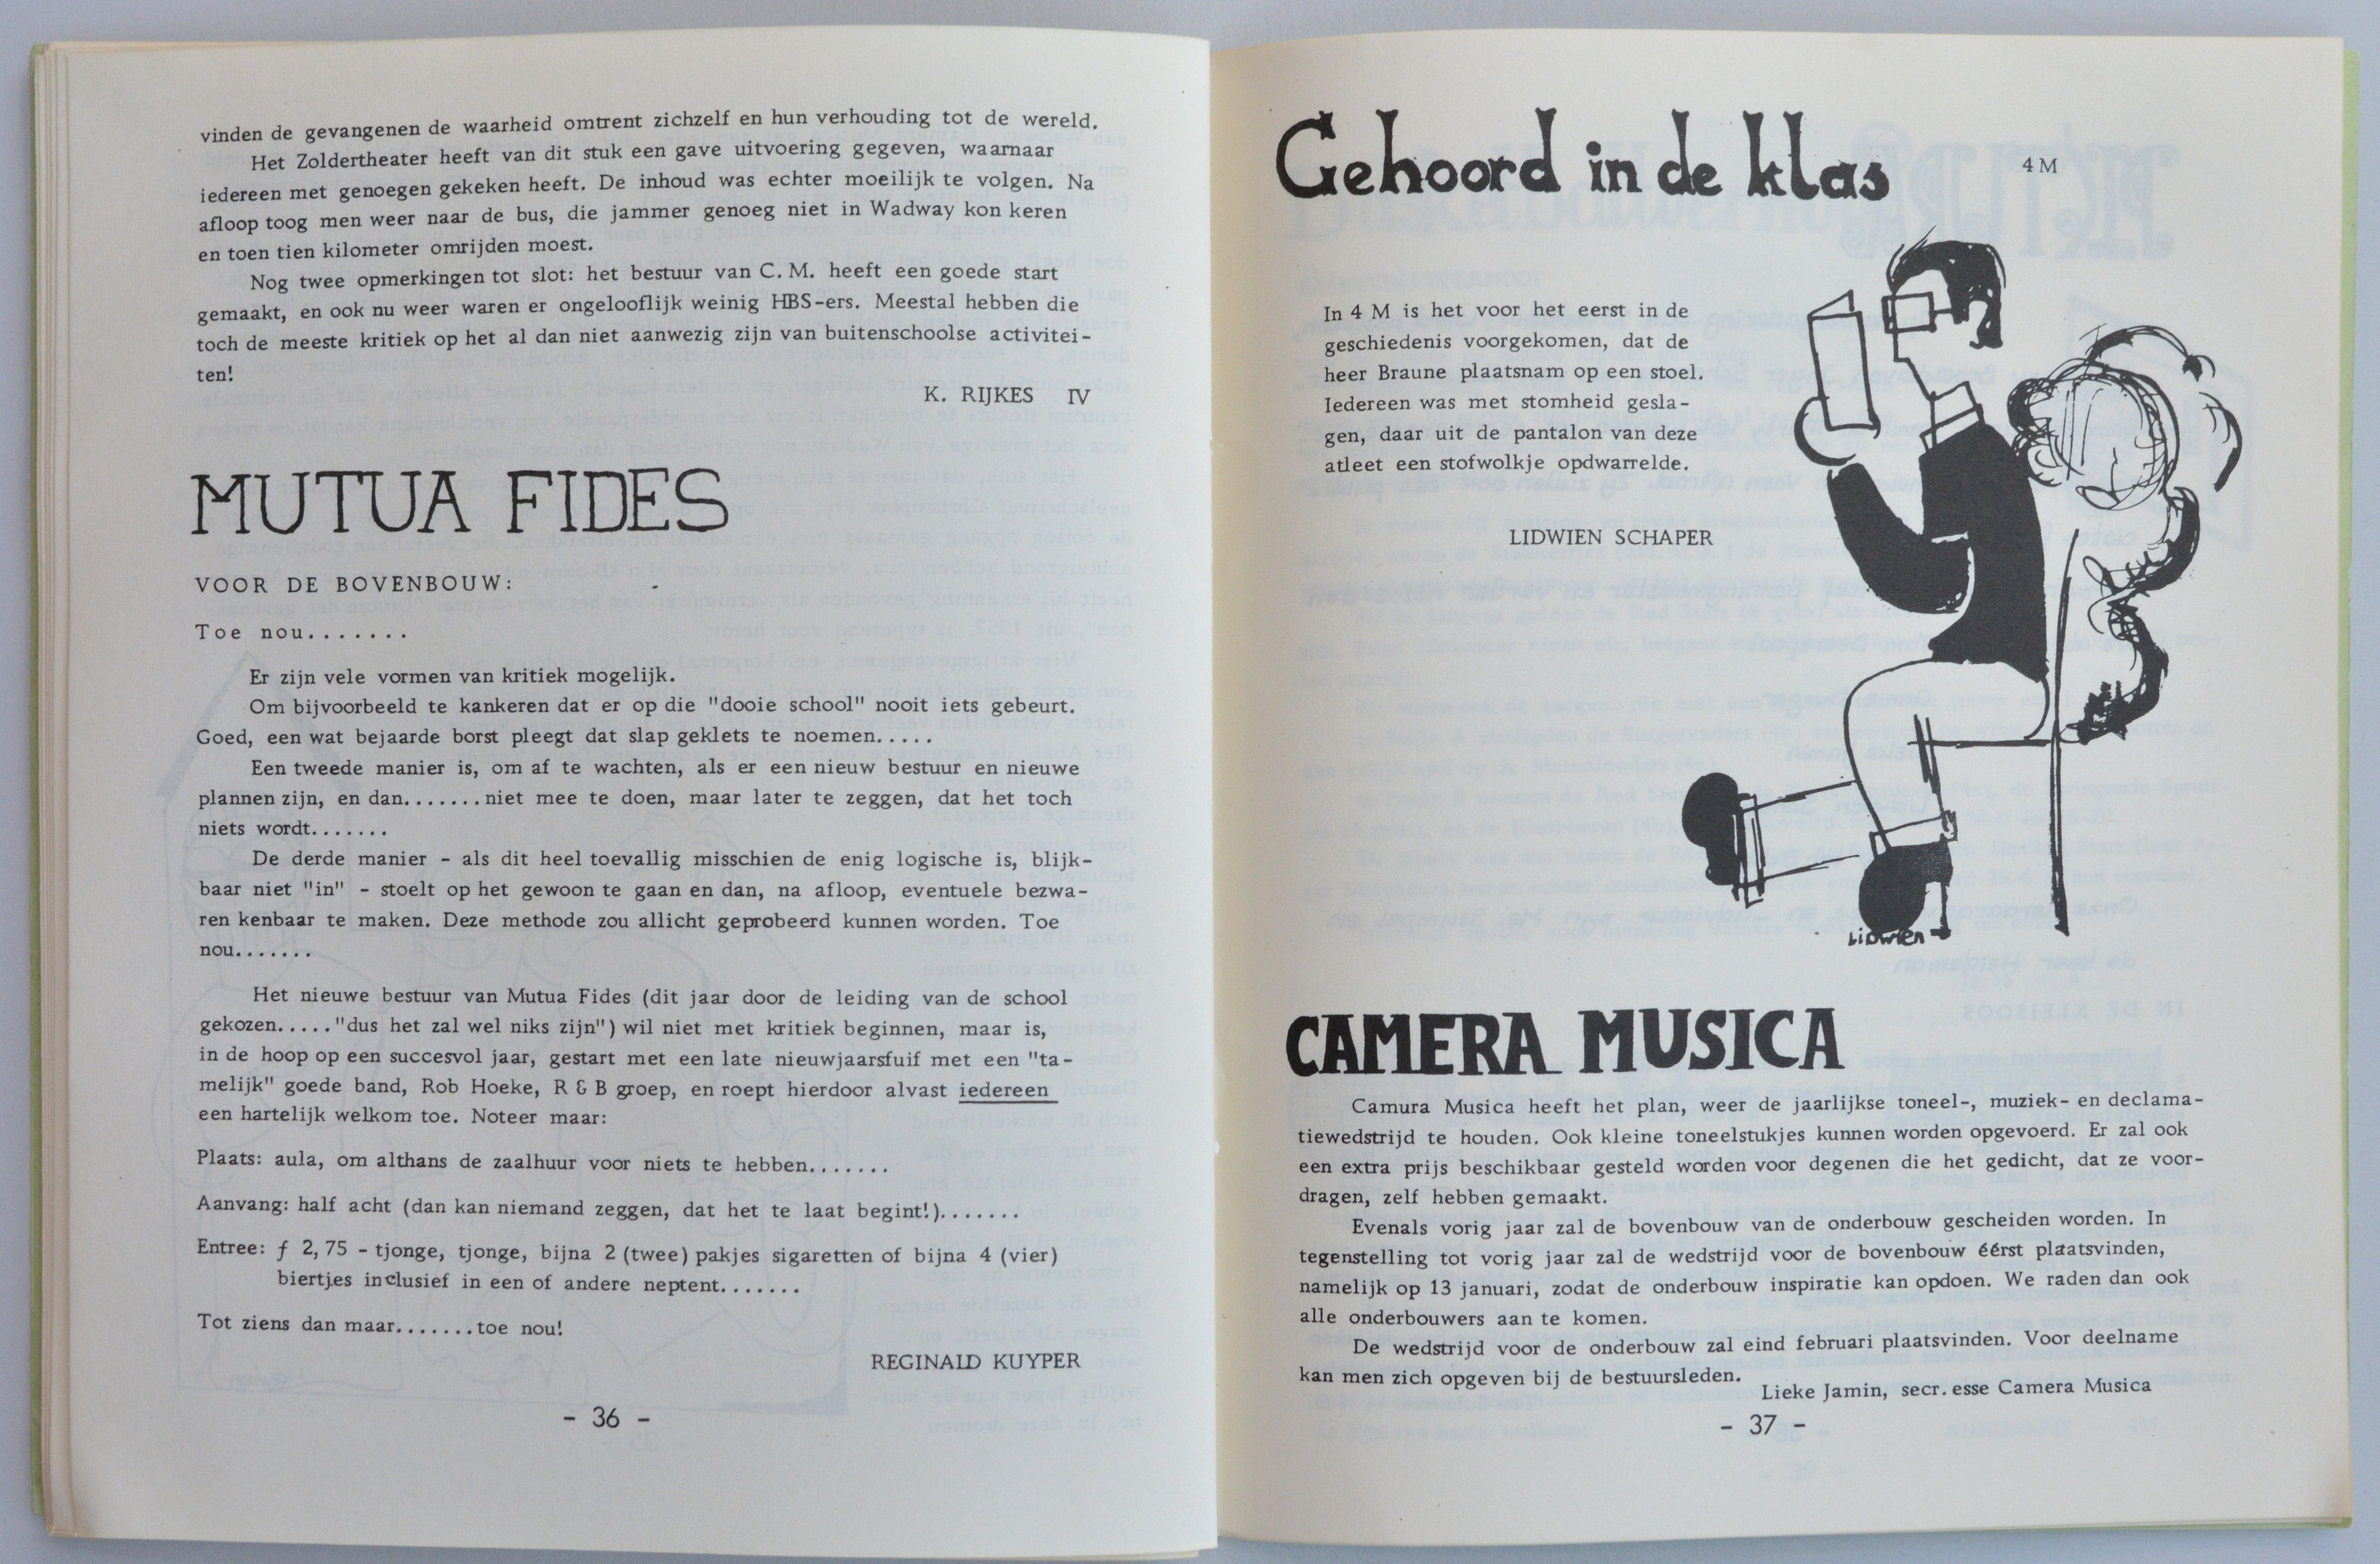 vinden de gevangenen de waarheid omtrent zichzelf en hun verhouding tot de wereld.
Het Zoldertheater heeft van dit stuk een gave uitvoering gegeven, waarnaar
iedereen met genoegen gekeken heeft. De inhoud was echter moeilijk te volgen. Na
afloop toog men weer naar de bus, die jammer genoeg niet in Wadway kon keren
en toen tien kilometer omrijden moest.
Nog twee opmerkingen tot slot: het bestuur van C. M. heeft een goede start
gemaakt, en ook nu weer waren er ongelooflijk weinig HBS-ers. Meestal hebben die
toch de meeste kritiek op het al dan niet aanwezig zijn van buitenschoolse activitei-
ten!
K. RIJKES IV
MUTUA FIDES
VOOR DE BOVENBOUW:
Toe nou.......
Er zijn vele vormen van kritiek mogelijk.
Om bijvoorbeeld te kankeren dat er op die "dooie school" nooit iets gebeurt.
Goed, een wat bejaarde borst pleegt dat slap geklets te noemen.....
Een tweede manier is, om af te wachten, als er een nieuw bestuur en nieuwe
plannen zijn, en dan.......niet mee te doen, maar later te zeggen, dat het toch
niets wordt.......
De derde manier - als dit heel toevallig misschien de enig logische is, blijk-
baar niet "in" - stoelt op het gewoon te gaan en dan, na afloop, eventuele bezwa-
ren kenbaar te maken. Deze methode zou allicht geprobeerd kunnen worden. Toe
nou.......
Het nieuwe bestuur van Mutua Fides (dit jaar door de leiding van de school
gekozen....."dus het zal wel niks zijn") wil niet met kritiek beginnen, maar is,
in de hoop op een succesvol jaar, gestart met een late nieuwjaarsfuif met een "ta-
melijk" goede band, Rob Hoeke, R & B groep, en roept hierdoor alvast iedereen
een hartelijk welkom toe. Noteer maar:
Plaats: aula, om althans de zaalhuur voor niets te hebben.......
Aanvang: half acht (dan kan niemand zeggen, dat het te laat begint!).......
Entree: ƒ 2,75 - tjonge, tjonge, bijna 2 (twee) pakjes sigaretten of bijna 4 (vier)
biertjes inclusief in een of andere neptent.......
Tot ziens dan maar.......toe nou!
REGINALD KUYPER
- 36 -
Gehoord in de klas
4 M
In 4 M is het voor het eerst in de
geschiedenis voorgekomen, dat de
heer Braune plaatsnam op een stoel.
Iedereen was met stomheid gesla-
gen, daar uit de pantalon van deze
atleet een stofwolkje opdwarrelde.
LIDWIEN SCHAPER
LIDWIEN
CAMERA MUSICA
Camura Musica heeft het plan, weer de jaarlijkse toneel-, muziek- en declama-
tiewedstrijd te houden. Ook kleine toneelstukjes kunnen worden opgevoerd. Er zal ook
een extra prijs beschikbaar gesteld worden voor degenen die het gedicht, dat ze voor-
dragen, zelf hebben gemaakt.
Evenals vorig jaar zal de bovenbouw van de onderbouw gescheiden worden. In
tegenstelling tot vorig jaar zal de wedstrijd voor de bovenbouw éérst plaatsvinden,
namelijk op 13 januari, zodat de onderbouw inspiratie kan opdoen. We raden dan ook
alle onderbouwers aan te komen.
De wedstrijd voor de onderbouw zal eind februari plaatsvinden. Voor deelname
kan men zich opgeven bij de bestuursleden.
Lieke Jamin, secr. esse Camera Musica
- 37 -